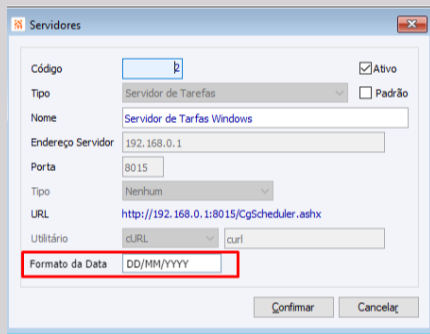 Servidores
Código 2 Ativo
Tipo Servidor de Tarefas Padrão
Nome Servidor de Tarfas Windows
Endereço Servidor 192.168.0.1
Porta 8015
Tipo Nenhum
URL http://192.168.0.1:8015/CgScheduler.ashx
Utilitário cURL curl
Formato da Data DD/MM/YYYY
Confirmar Cancelar